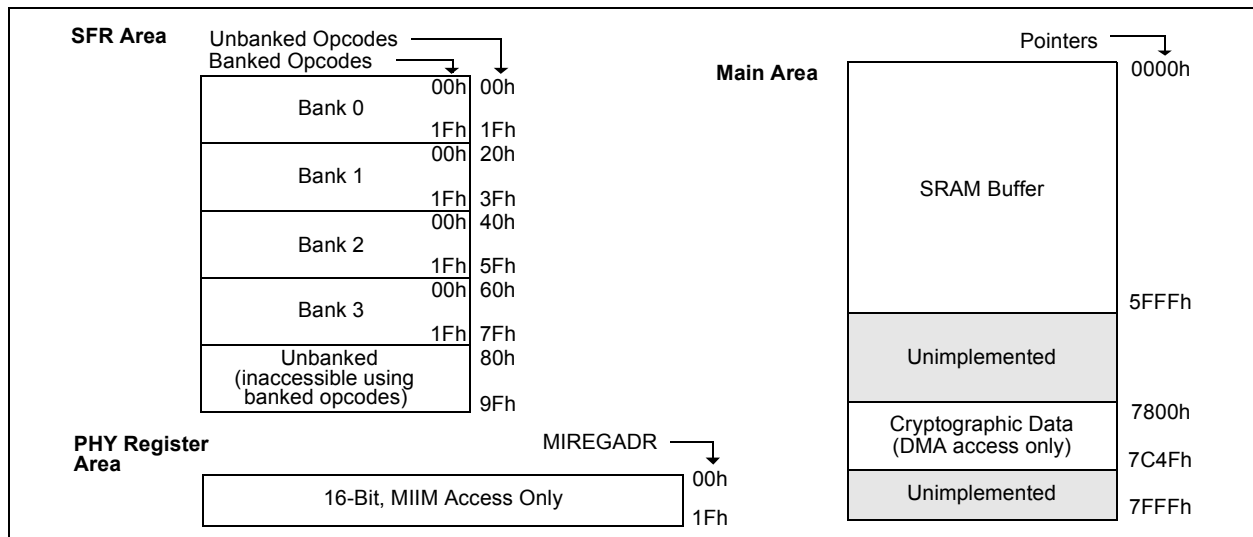 SFR Area
Unbanked Opcodes
Banked Opcodes
00h 00h
Bank 0
1Fh 1Fh
00h 20h
Bank 1
1Fh 3Fh
00h 40h
Bank 2
1Fh 5Fh
00h 60h
Bank 3
1Fh 7Fh
Unbanked
(inaccessible using
banked opcodes)
80h
9Fh
PHY Register
Area
MIREGADR
00h
16-Bit, MIIM Access Only
1Fh
Main Area
Pointers
0000h
SRAM Buffer
5FFFh
Unimplemented
7800h
Cryptographic Data
(DMA access only)
7C4Fh
Unimplemented
7FFFh